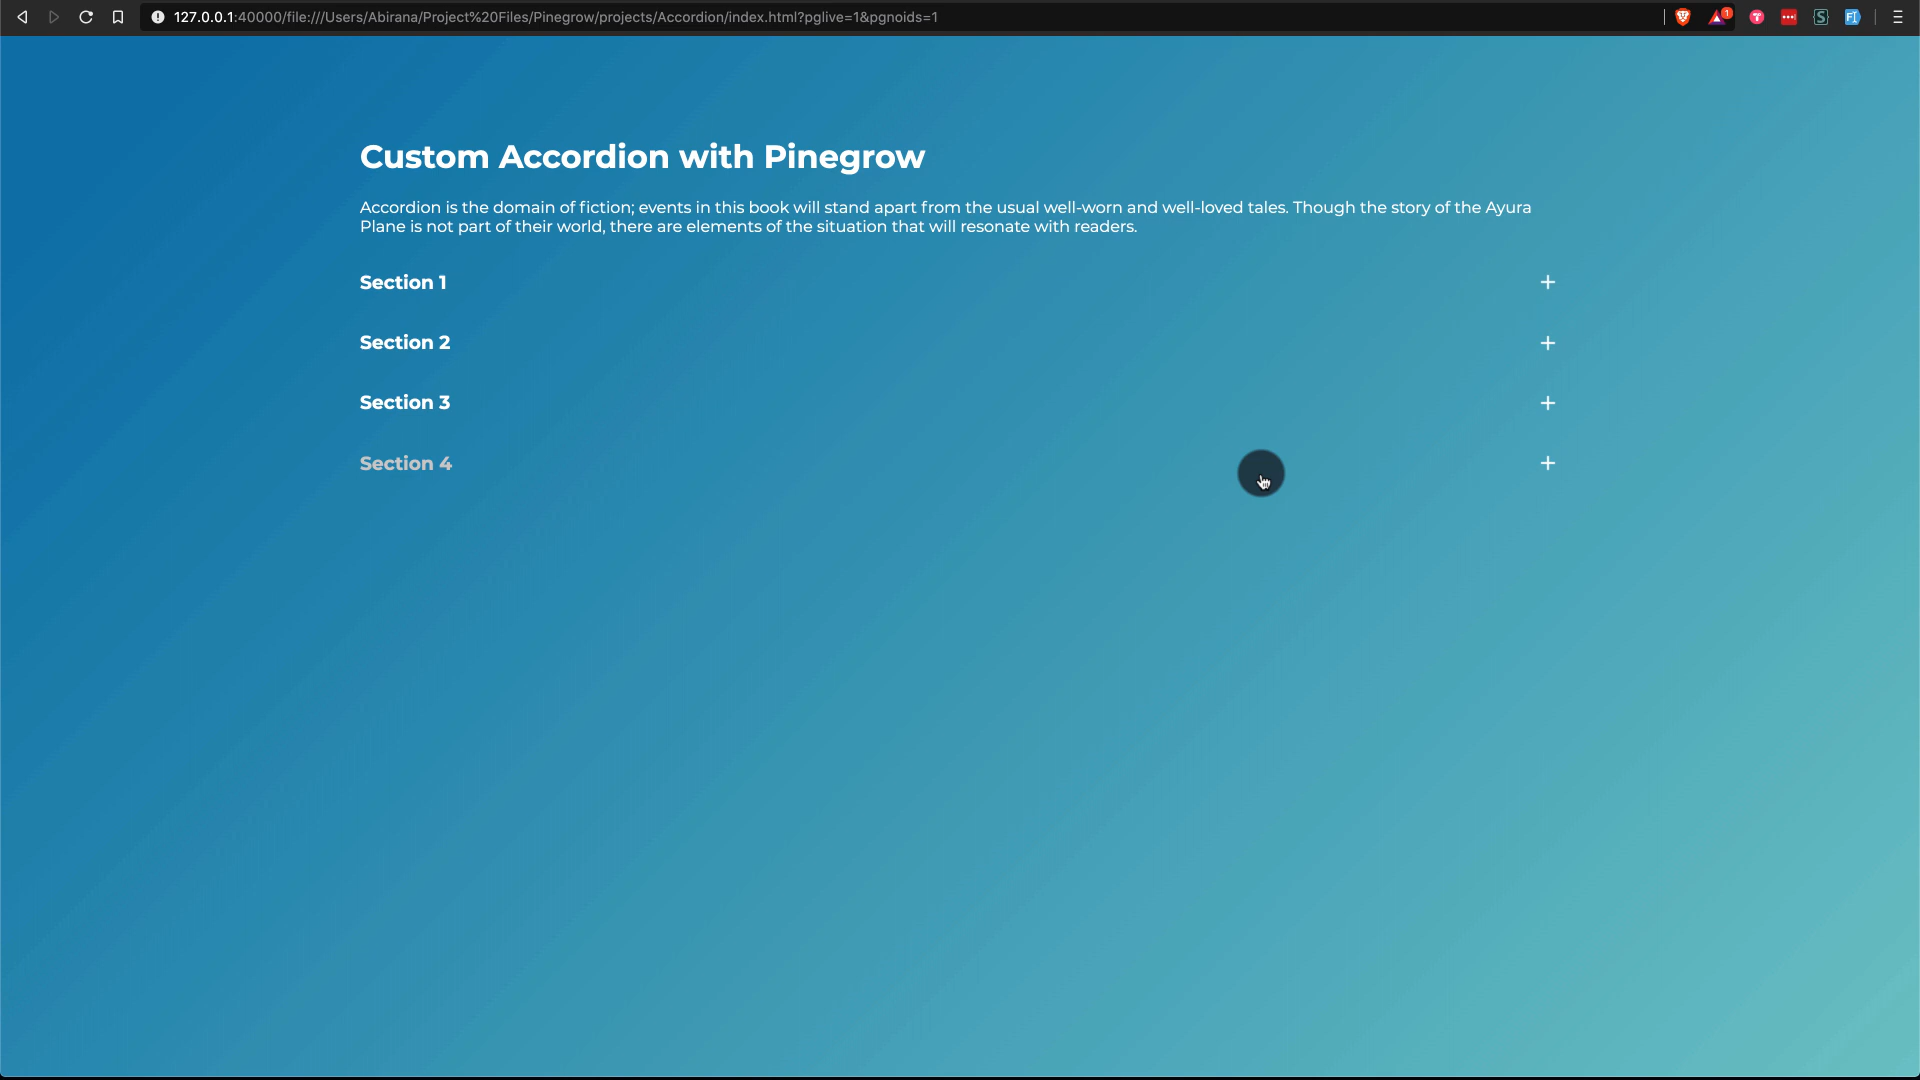 127.0.0.1:40000/file:///Users/Abirana/Project%20Files/Pinegrow/projects/Accordion/index.html?pglive=1&pgnoids=1
1
T
S
F
Custom Accordion with Pinegrow
Accordion is the domain of fiction; events in this book will stand apart from the usual well-worn and well-loved tales. Though the story of the Ayura
Plane is not part of their world, there are elements of the situation that will resonate with readers.
Section 1 +
Section 2 +
Section 3 +
Section 4 +